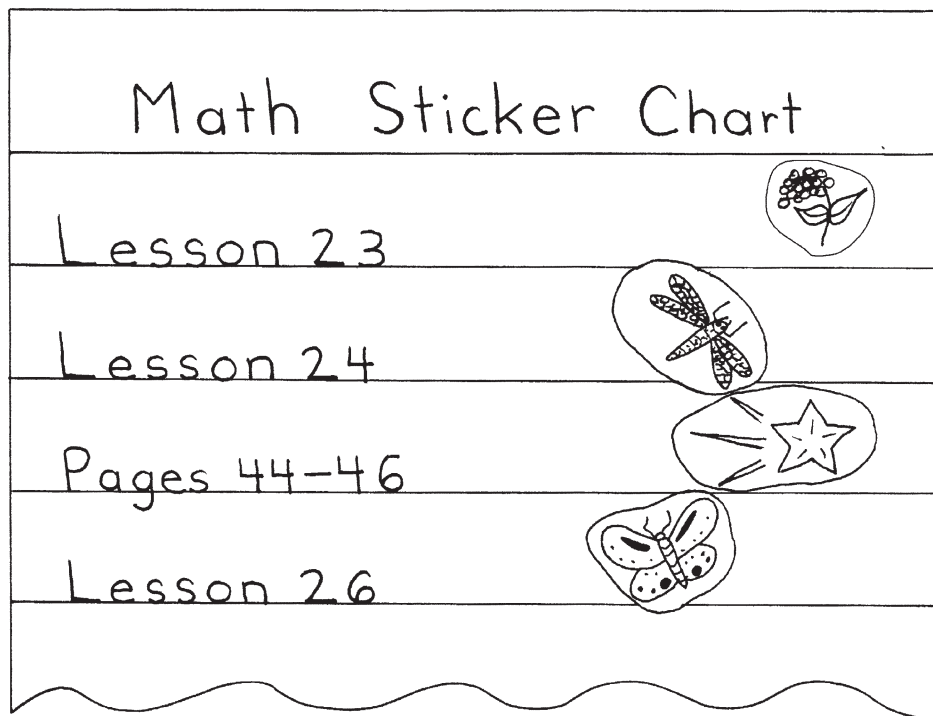 Math Sticker Chart
Lesson 23
Lesson 24
Pages 44-46
Lesson 26